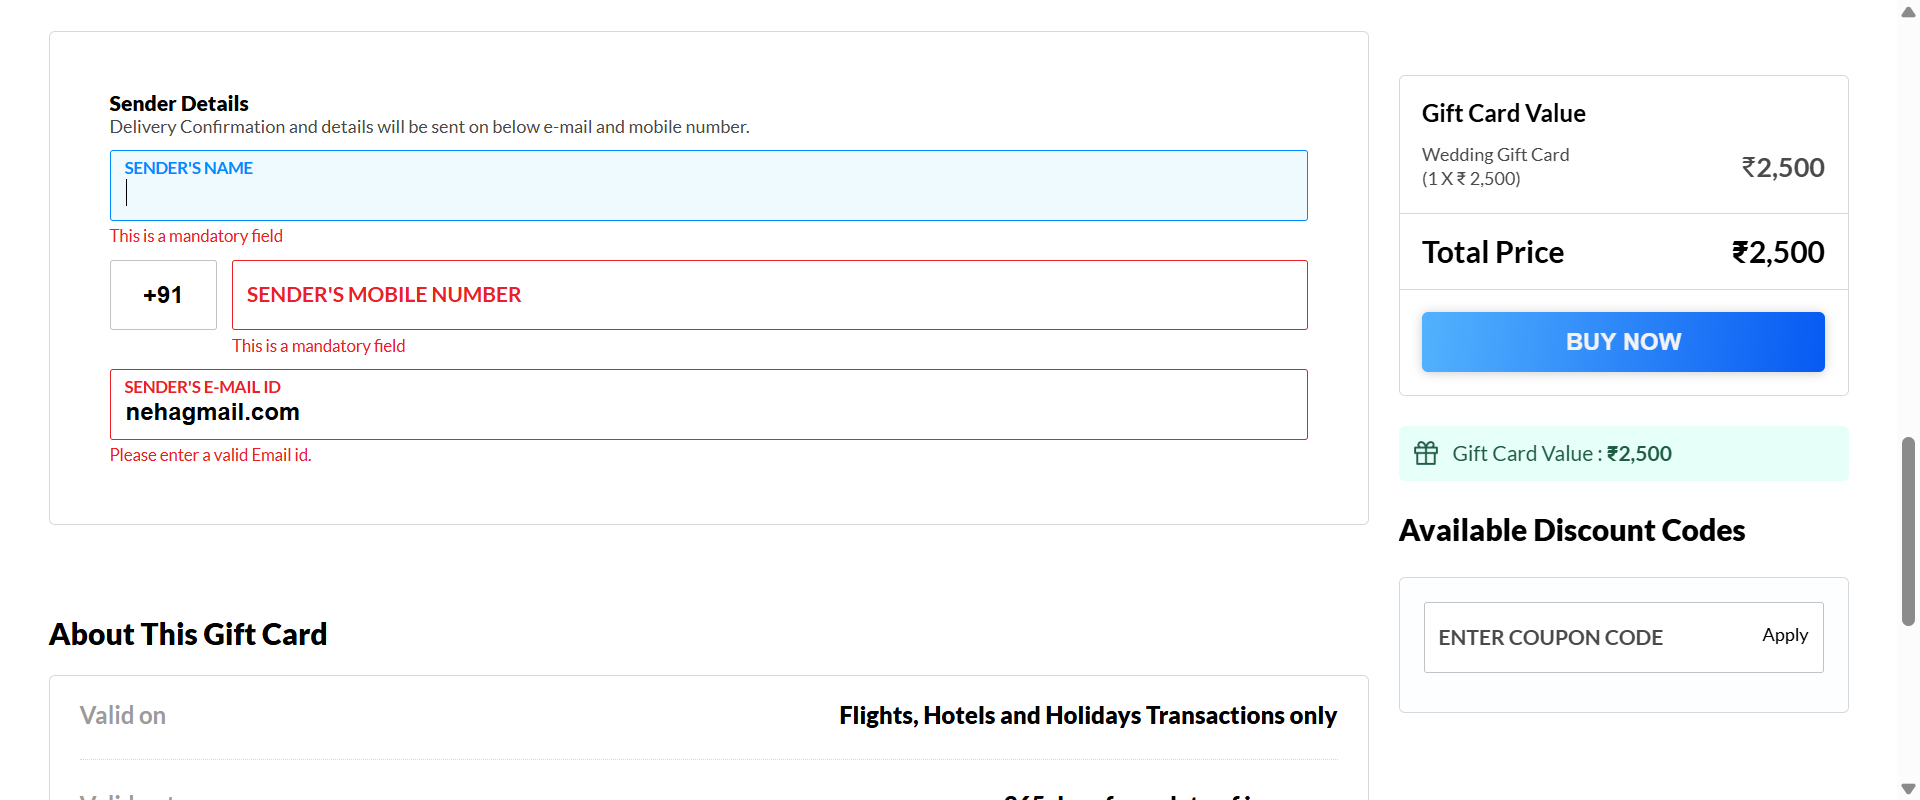 Sender Details
Delivery Confirmation and details will be sent on below e-mail and mobile number.
SENDER'S NAME
This is a mandatory field
+91
SENDER'S MOBILE NUMBER
This is a mandatory field
SENDER'S E-MAIL ID
nehagmail.com
Please enter a valid Email id.
About This Gift Card
Valid on
Flights, Hotels and Holidays Transactions only
Gift Card Value
Wedding Gift Card
(1 X ₹ 2,500)
₹2,500
Total Price
₹2,500
BUY NOW
Gift Card Value : ₹2,500
Available Discount Codes
ENTER COUPON CODE
Apply